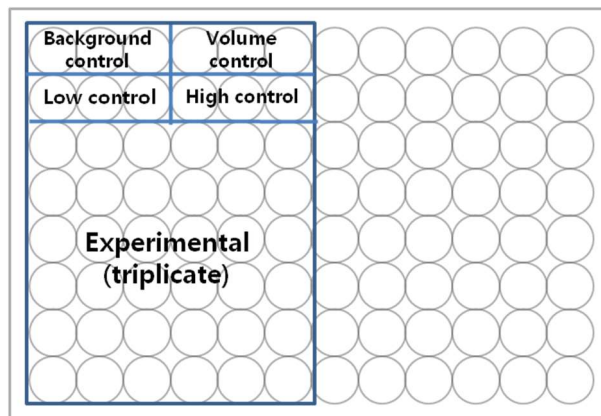 Background
control
Volume
control
Low control
High control
Experimental
(triplicate)